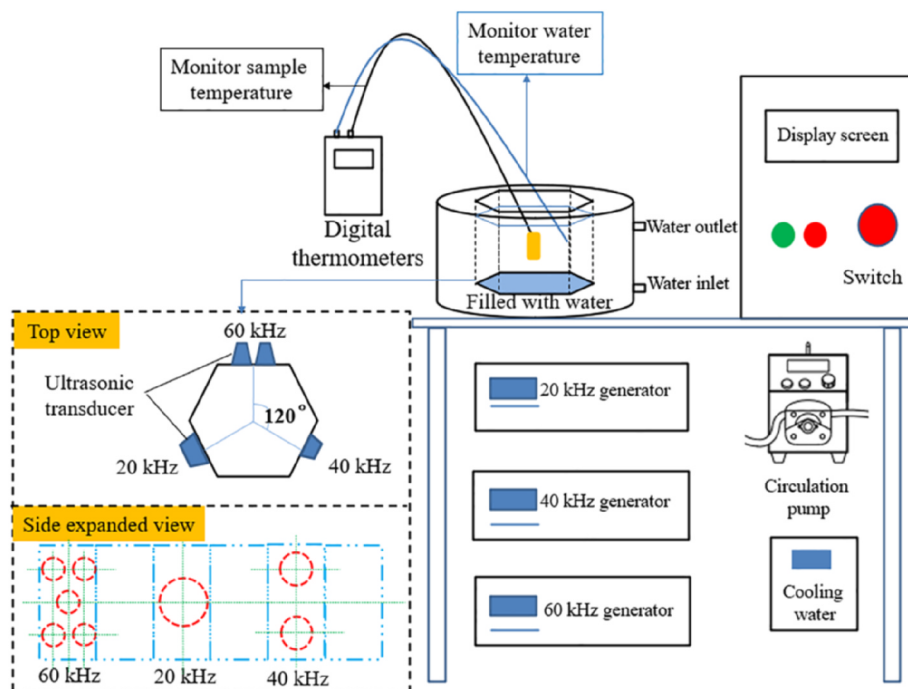 Monitor water
temperature
Monitor sample
temperature
Display screen
Digital
thermometers
Water outlet
Water inlet
Switch
Filled with water
Top view
60 kHz
Ultrasonic
transducer
120°
20 kHz
40 kHz
20 kHz generator
40 kHz generator
60 kHz generator
Circulation
pump
Cooling
water
Side expanded view
60 kHz
20 kHz
40 kHz